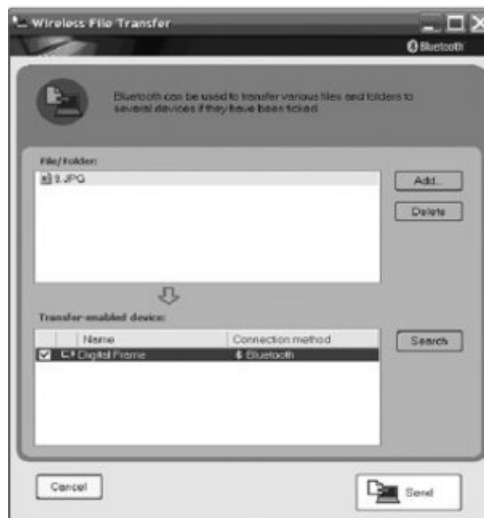 Wireless File Transfer
Bluetooth
Bluetooth can be used to transfer various files and folders to
several devices if they have been ticked.
File/Folder:
9.JPG
Add...
Delete
Transfer-enabled device:
Name Connection method
Digital Frame Bluetooth
Search
Cancel
Send